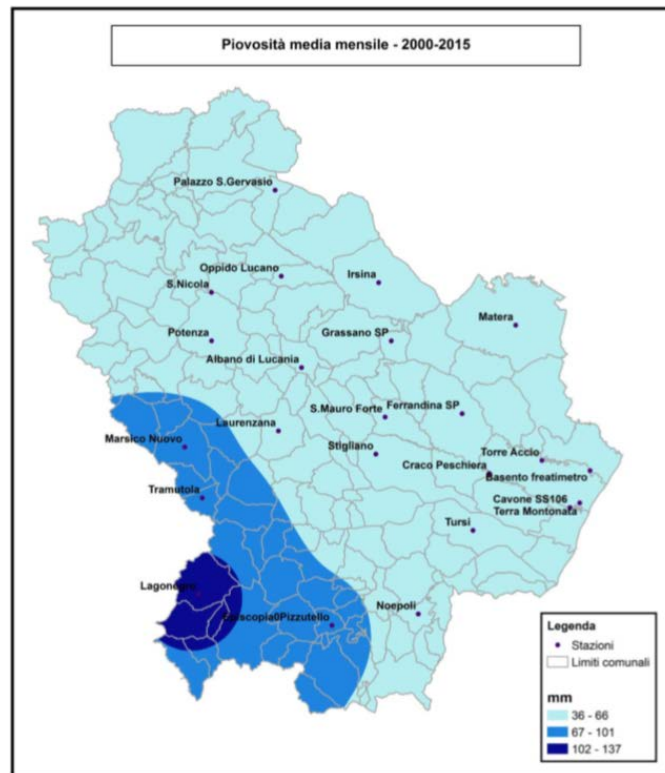 Piovosità media mensile - 2000-2015
Palazzo S.Gervasio
Oppido Lucano
Irsina
S.Nicola
Matera
Potenza
Grassano SP
Albano di Lucania
S.Mauro Forte
Ferrandina SP
Laurenzana
Marsico Nuovo
Stigliano
Torre Accio
Craco Peschiera
Basento freatimetro
Tramutola
Cavone SS106
Terra Montonata
Tursi
Lagonegro
Episcopia0Pizzutello
Noepoli
Legenda
Stazioni
Limiti comunali
mm
36 - 66
67 - 101
102 - 137